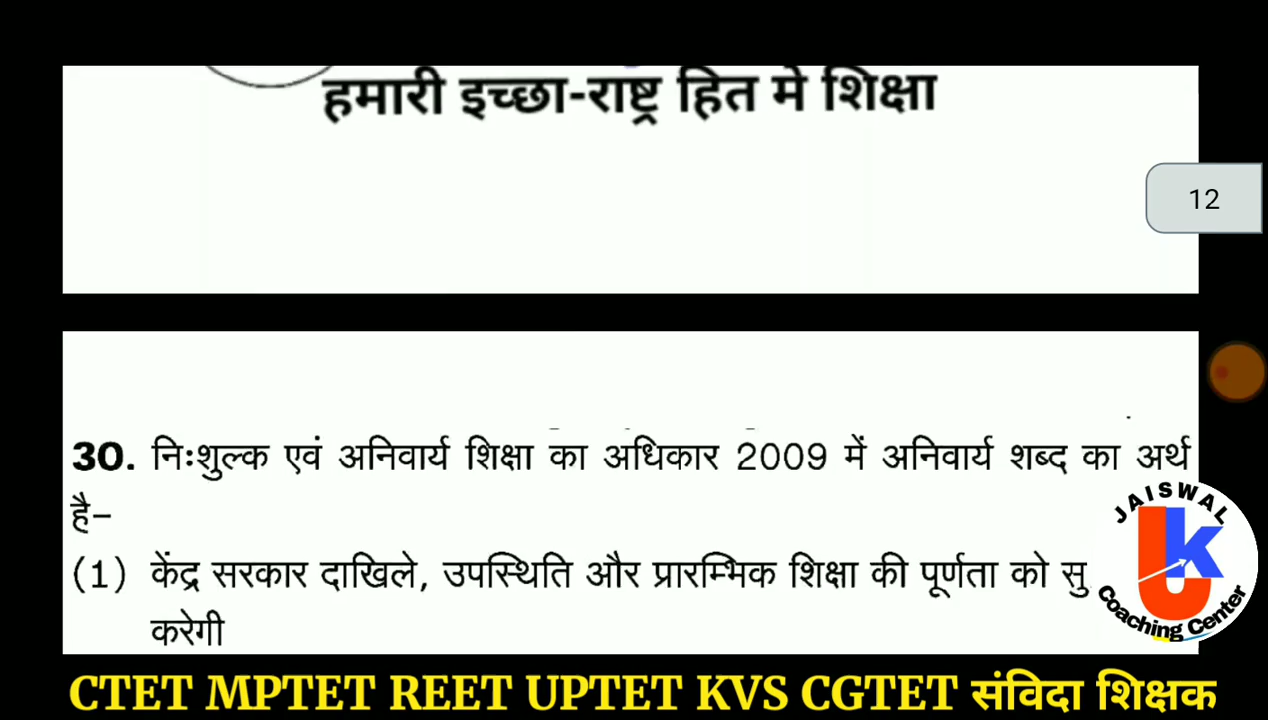 हमारी इच्छा-राष्ट्र हित मे शिक्षा
12
30. निःशुल्क एवं अनिवार्य शिक्षा का अधिकार 2009 में अनिवार्य शब्द का अर्थ
है–
(1) केंद्र सरकार दाखिले, उपस्थिति और प्रारम्भिक शिक्षा की पूर्णता को सु
करेगी
JAISWAL
UK
Coaching Center
CTET MPTET REET UPTET KVS CGTET संविदा शिक्षक